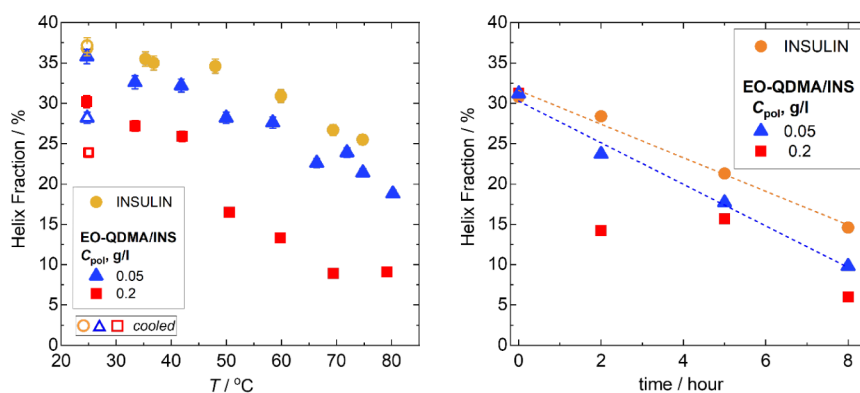 40
35
30
25
20
15
10
5
0
Helix Fraction / %
INSULIN
EO-QDMA/INS
Cpol, g/l
0.05
0.2
cooled
20 30 40 50 60 70 80 90
T / °C
40
35
30
25
20
15
10
5
0
Helix Fraction / %
INSULIN
EO-QDMA/INS
Cpol, g/l
0.05
0.2
0 2 4 6 8
time / hour